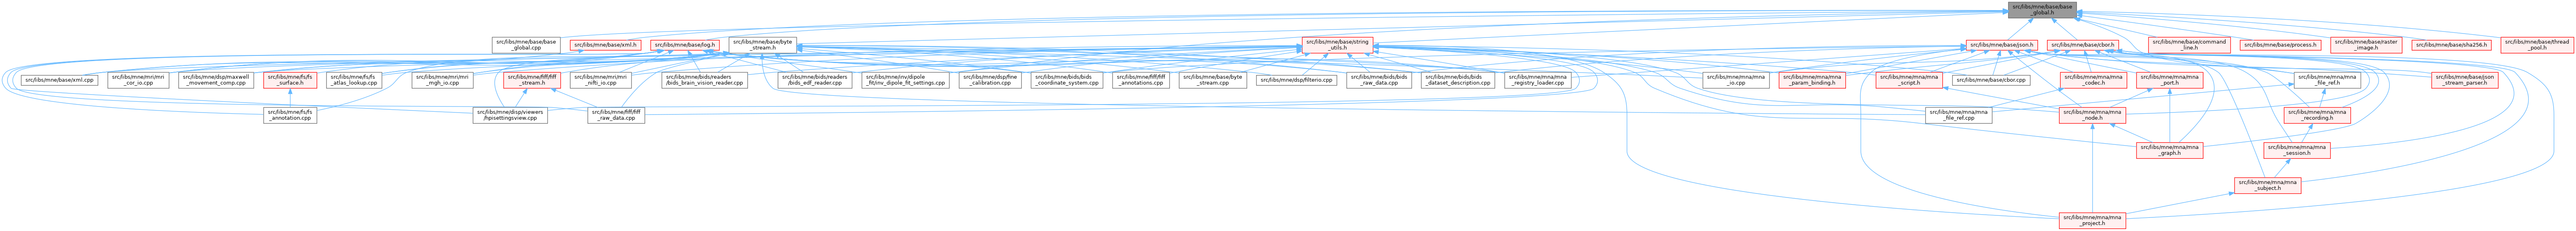 src/libs/mne/base/base
_global.h
src/libs/mne/base/base
_global.cpp
src/libs/mne/base/xml.h
src/libs/mne/base/log.h
src/libs/mne/base/byte
_stream.h
src/libs/mne/base/string
_utils.h
src/libs/mne/base/json.h
src/libs/mne/base/cbor.h
src/libs/mne/base/command
_line.h
src/libs/mne/base/process.h
src/libs/mne/base/raster
_image.h
src/libs/mne/base/sha256.h
src/libs/mne/base/thread
_pool.h
src/libs/mne/base/xml.cpp
src/libs/mne/mri/mri
_cor_io.cpp
src/libs/mne/dsp/maxwell
_movement_comp.cpp
src/libs/mne/fs/fs
_surface.h
src/libs/mne/fs/fs
_atlas_lookup.cpp
src/libs/mne/mri/mri
_mgh_io.cpp
src/libs/mne/fiff/fiff
_stream.h
src/libs/mne/mri/mri
_nifti_io.cpp
src/libs/mne/bids/readers
/bids_brain_vision_reader.cpp
src/libs/mne/bids/readers
/bids_edf_reader.cpp
src/libs/mne/inv/dipole
_fit/inv_dipole_fit_settings.cpp
src/libs/mne/dsp/fine
_calibration.cpp
src/libs/mne/bids/bids
_coordinate_system.cpp
src/libs/mne/fiff/fiff
_annotations.cpp
src/libs/mne/base/byte
_stream.cpp
src/libs/mne/dsp/filterio.cpp
src/libs/mne/bids/bids
_raw_data.cpp
src/libs/mne/bids/bids
_dataset_description.cpp
src/libs/mne/mna/mna
_registry_loader.cpp
src/libs/mne/mna/mna
_io.cpp
src/libs/mne/mna/mna
_param_binding.h
src/libs/mne/mna/mna
_script.h
src/libs/mne/base/cbor.cpp
src/libs/mne/mna/mna
_codec.h
src/libs/mne/mna/mna
_port.h
src/libs/mne/mna/mna
_file_ref.h
src/libs/mne/base/json
_stream_parser.h
src/libs/mne/fs/fs
_annotation.cpp
src/libs/mne/disp/viewers
/hpisettingsview.cpp
src/libs/mne/fiff/fiff
_raw_data.cpp
src/libs/mne/mna/mna
_file_ref.cpp
src/libs/mne/mna/mna
_node.h
src/libs/mne/mna/mna
_recording.h
src/libs/mne/mna/mna
_graph.h
src/libs/mne/mna/mna
_session.h
src/libs/mne/mna/mna
_subject.h
src/libs/mne/mna/mna
_project.h